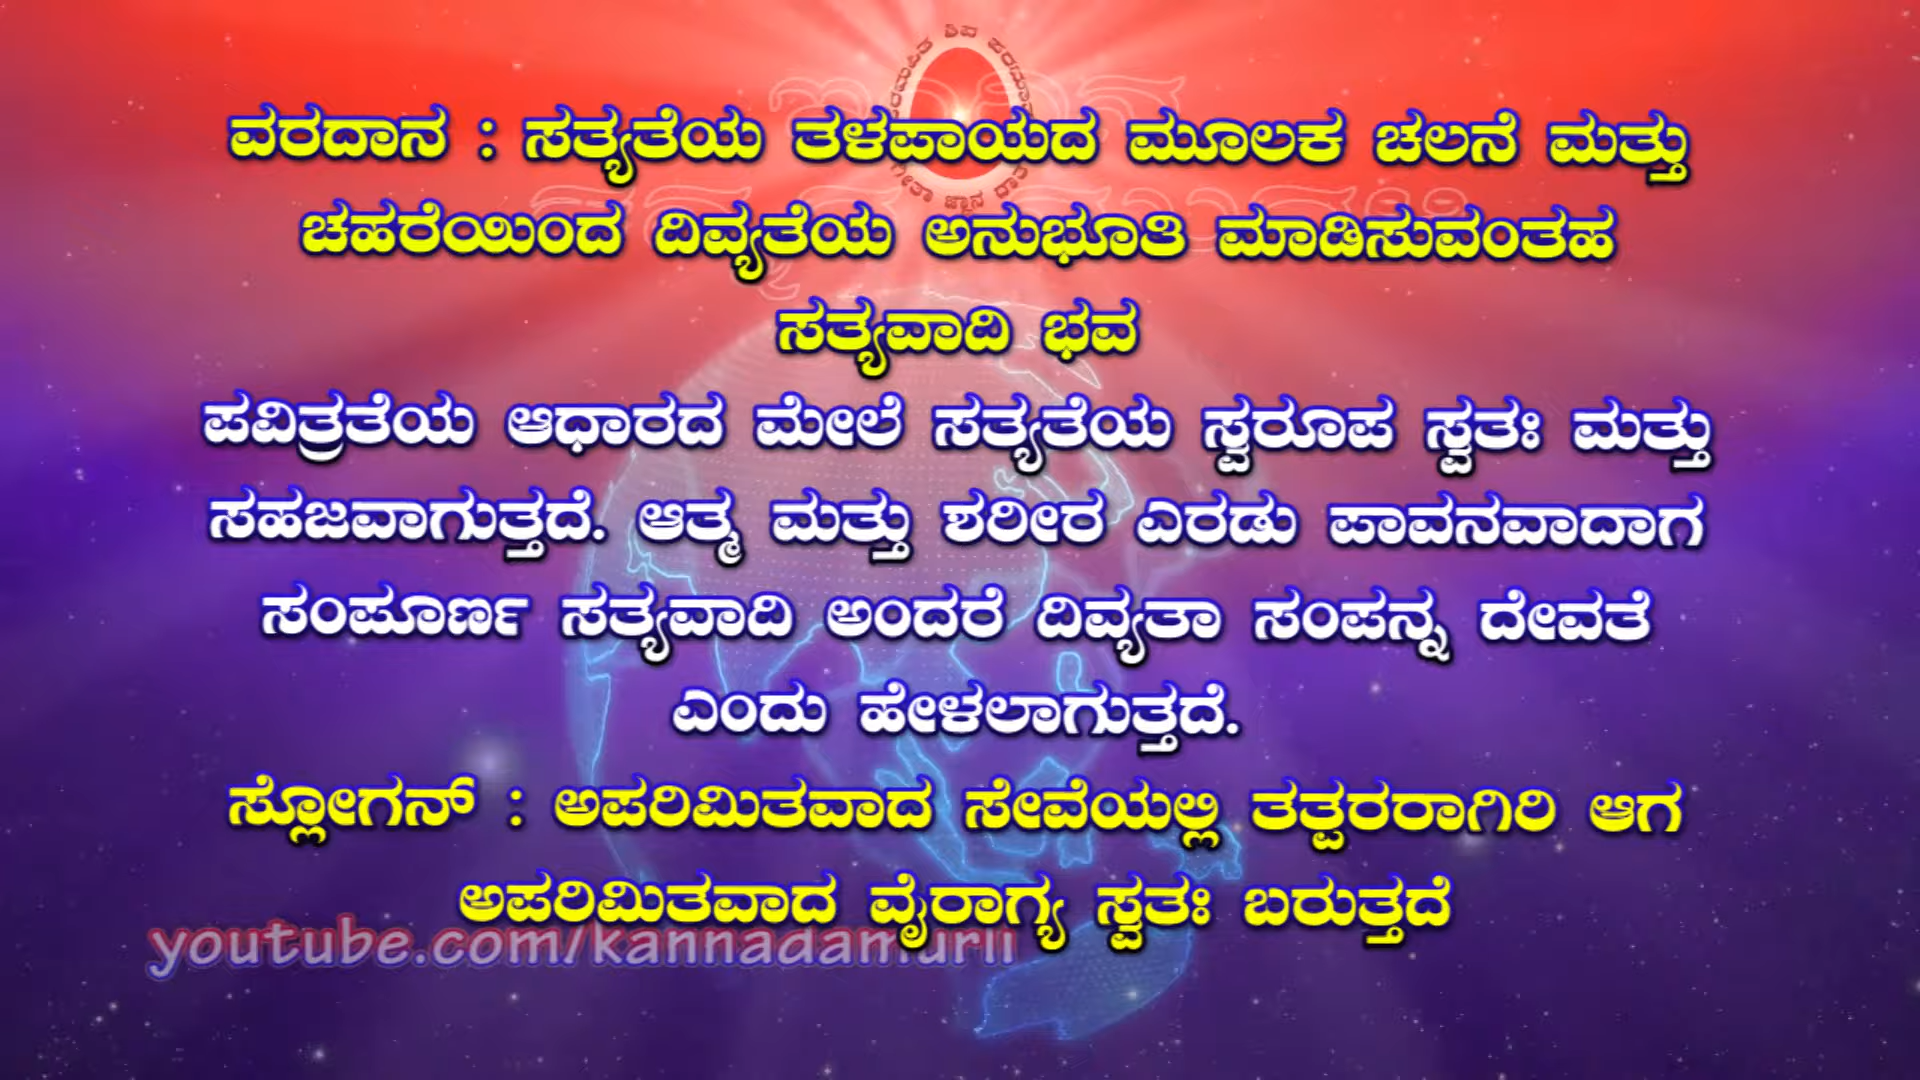 ವರದಾನ : ಸತ್ಯತೆಯ ತಳಪಾಯದ ಮೂಲಕ ಚಲನೆ ಮತ್ತು
ಚಹರೆಯಿಂದ ದಿವ್ಯತೆಯ ಅನುಭೂತಿ ಮಾಡಿಸುವಂತಹ
ಸತ್ಯವಾದಿ ಭವ
ಪವಿತ್ರತೆಯ ಆಧಾರದ ಮೇಲೆ ಸತ್ಯತೆಯ ಸ್ವರೂಪ ಸ್ವತಃ ಮತ್ತು
ಸಹಜವಾಗುತ್ತದೆ. ಆತ್ಮ ಮತ್ತು ಶರೀರ ಎರಡು ಪಾವನವಾದಾಗ
ಸಂಪೂರ್ಣ ಸತ್ಯವಾದಿ ಅಂದರೆ ದಿವ್ಯತಾ ಸಂಪನ್ನ ದೇವತೆ
ಎಂದು ಹೇಳಲಾಗುತ್ತದೆ.
ಸ್ಲೋಗನ್ : ಅಪರಿಮಿತವಾದ ಸೇವೆಯಲ್ಲಿ ತತ್ಪರರಾಗಿರಿ ಆಗ
ಅಪರಿಮಿತವಾದ ವೈರಾಗ್ಯ ಸ್ವತಃ ಬರುತ್ತದೆ
youtube.com/kannadamurli